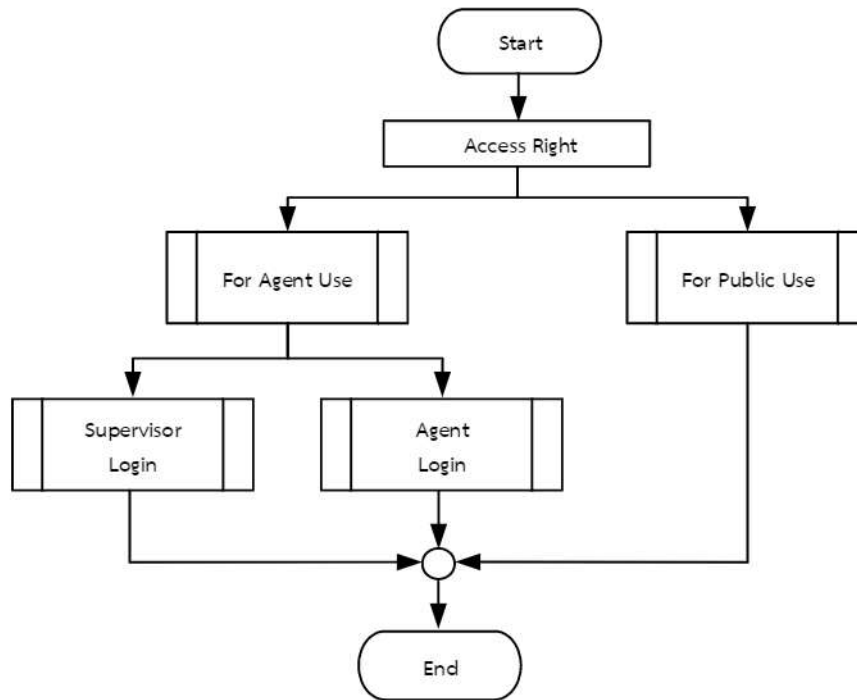 Start
Access Right
For Agent Use
For Public Use
Supervisor
Login
Agent
Login
End